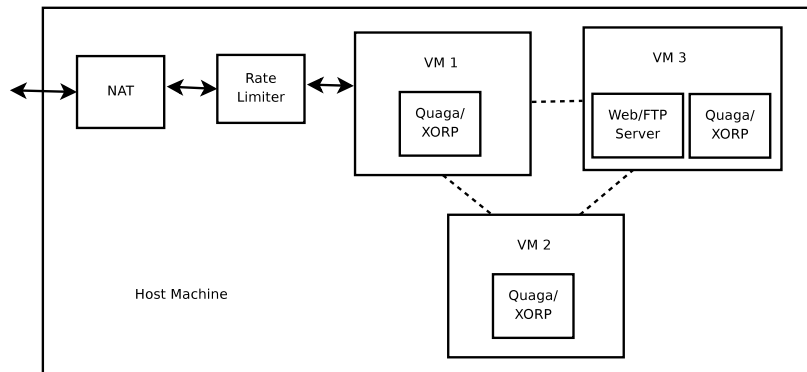 NAT
Rate
Limiter
VM 1
Quaga/
XORP
VM 3
Web/FTP
Server
Quaga/
XORP
VM 2
Quaga/
XORP
Host Machine